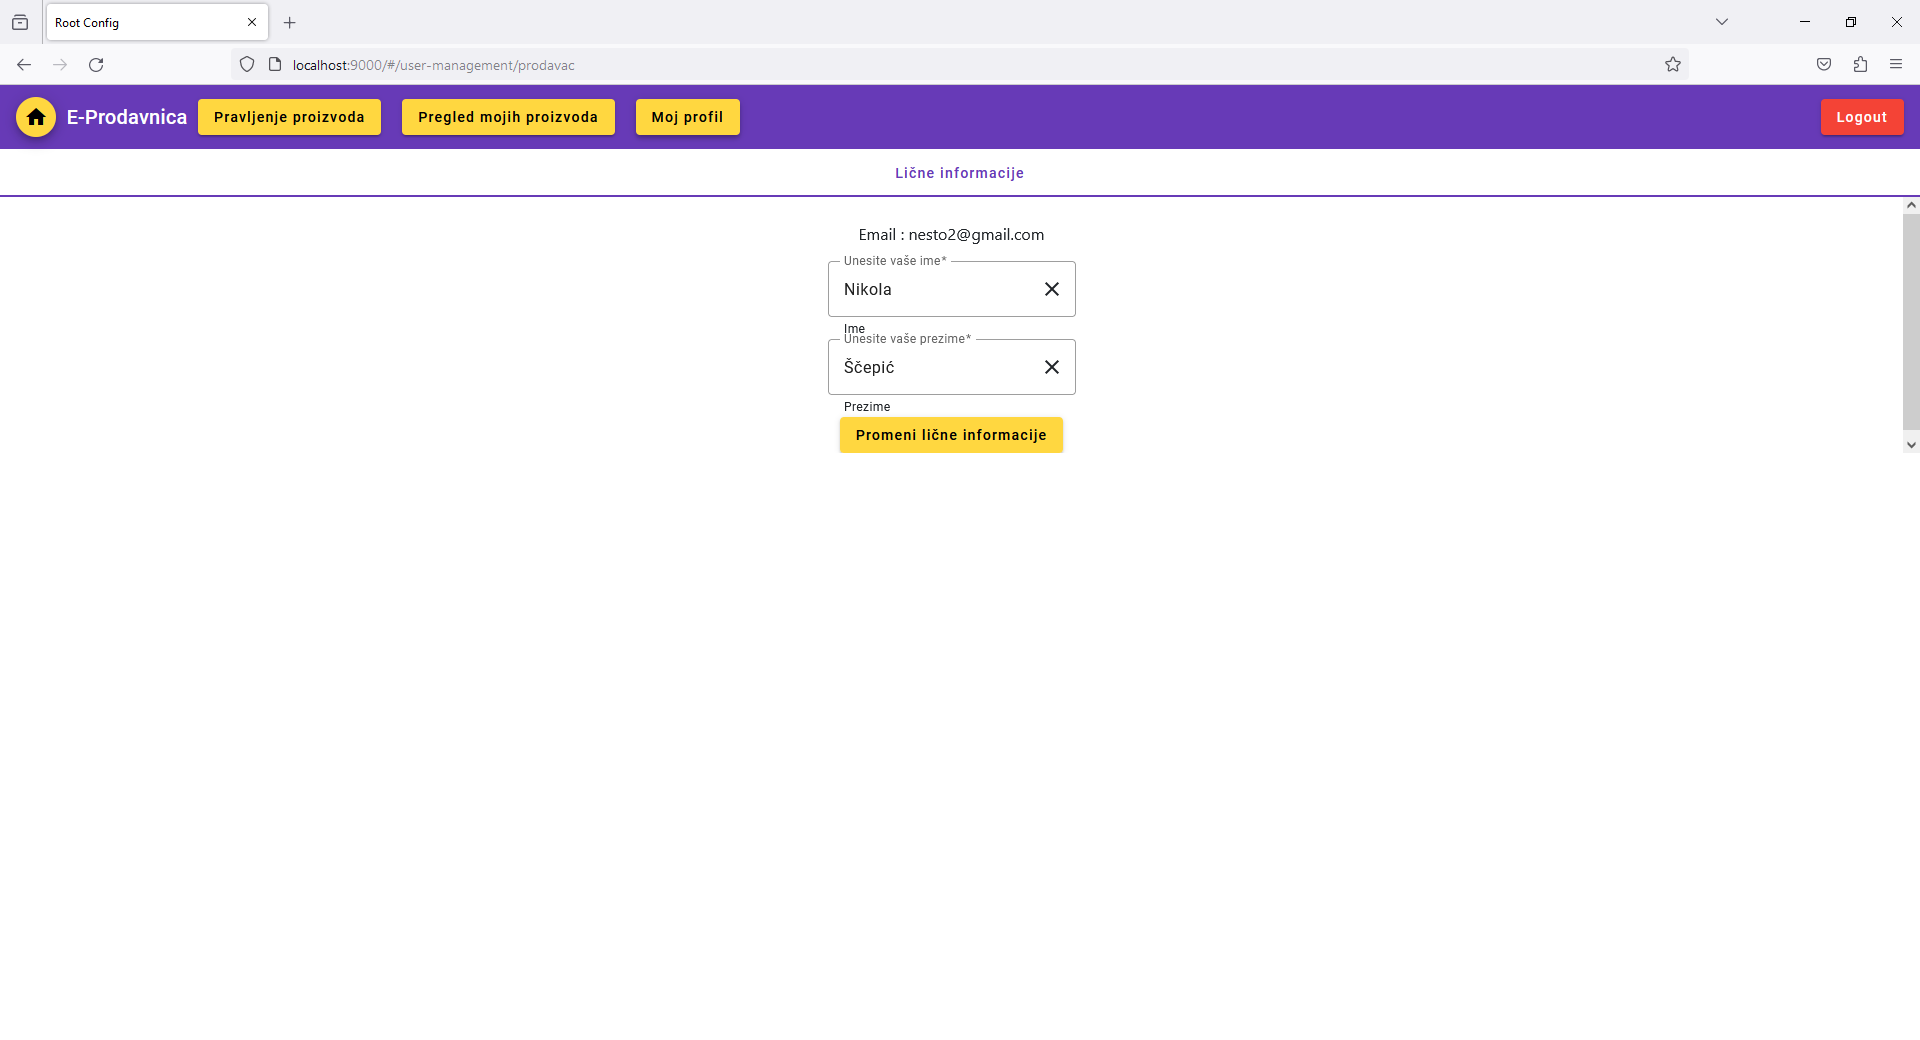 Root Config
localhost:9000/#/user-management/prodavac
E-Prodavnica Pravljenje proizvoda Pregled mojih proizvoda Moj profil Logout
Lične informacije
Email : nesto2@gmail.com
Unesite vaše ime*
Nikola
Ime
Unesite vaše prezime*
Ščepić
Prezime
Promeni lične informacije